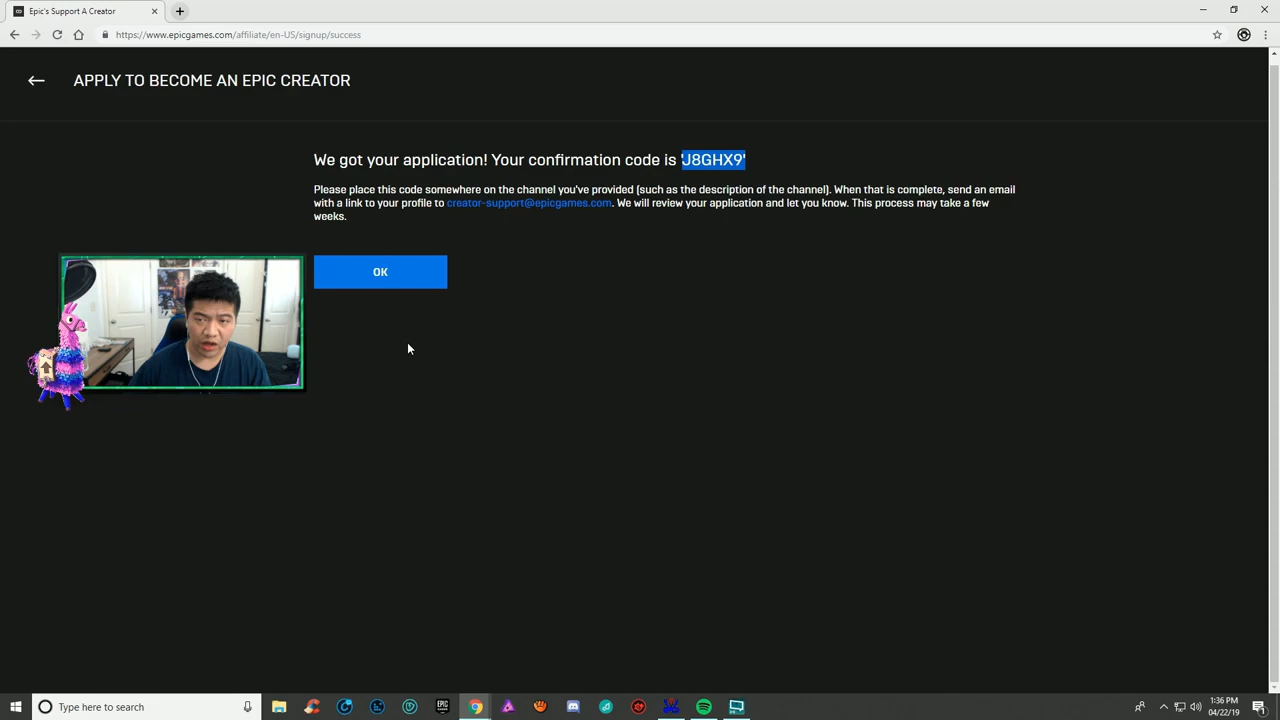 Epic's Support A Creator
https://www.epicgames.com/affiliate/en-US/signup/success
APPLY TO BECOME AN EPIC CREATOR
We got your application! Your confirmation code is 'J8GHX9'
Please place this code somewhere on the channel you've provided (such as the description of the channel). When that is complete, send an email
with a link to your profile to creator-support@epicgames.com. We will review your application and let you know. This process may take a few
weeks.
OK
Type here to search
EPIC
GAMES
1:36 PM
04/22/19
1